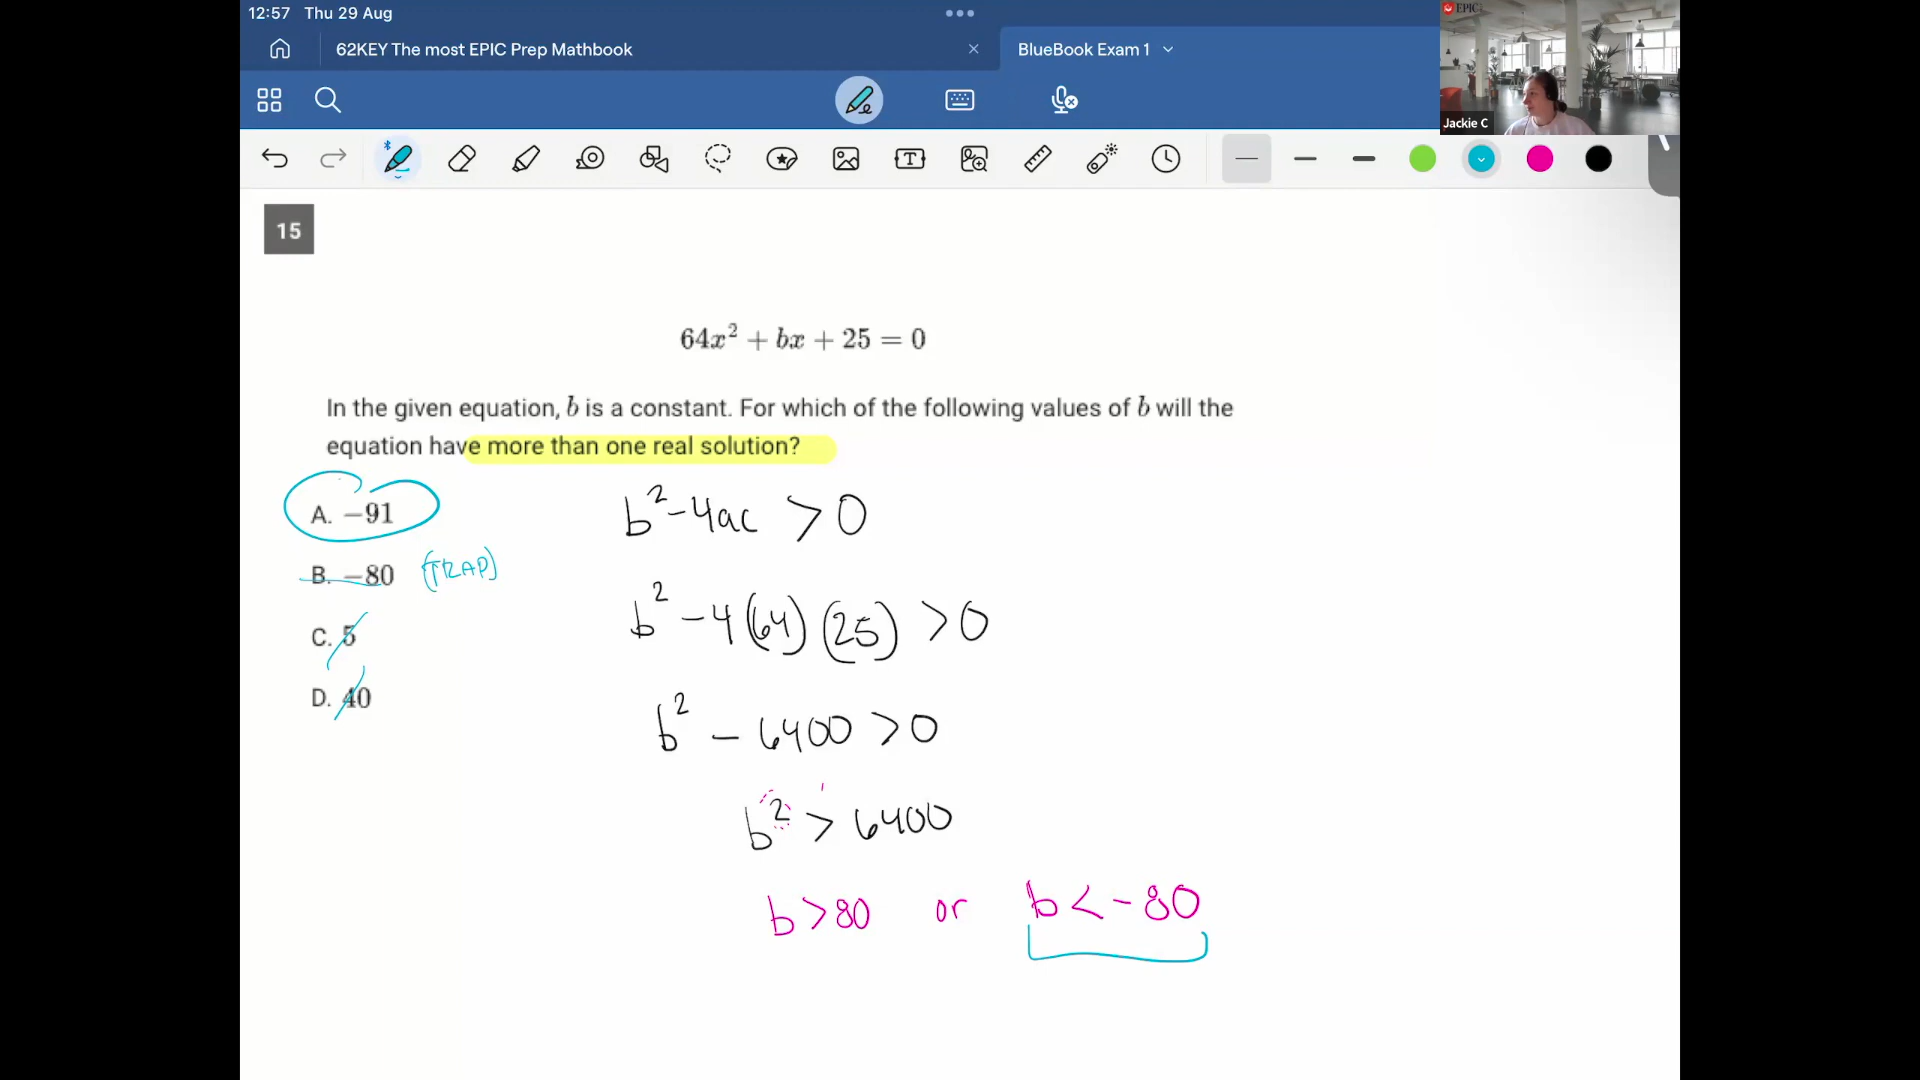 12:57 Thu 29 Aug
EPIC
62KEY The most EPIC Prep Mathbook
BlueBook Exam 1
Jackie C
15
64x² + bx + 25 = 0
In the given equation, b is a constant. For which of the following values of b will the
equation have more than one real solution?
A. −91
B. −80 (TRAP)
C. 5
D. 40
b² − 4ac > 0
b² − 4(64)(25) > 0
b² − 6400 > 0
b² > 6400
b > 80 or b < −80